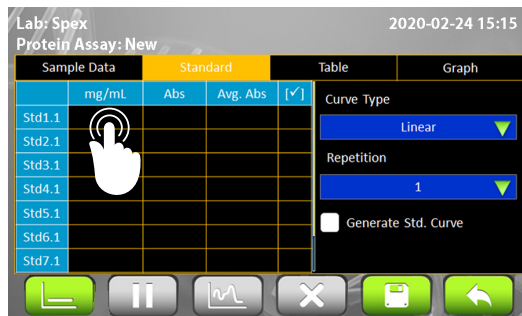 Lab: Spex 2020-02-24 15:15
Protein Assay: New
Sample Data Standard Table Graph
mg/mL Abs Avg. Abs [✓]
Curve Type
Std1.1
Linear
Std2.1
Repetition
Std3.1
Std4.1
1
Std5.1
Generate Std. Curve
Std6.1
Std7.1